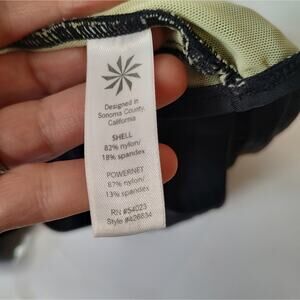 Designed in
Sonoma County,
California
SHELL
82% nylon/
18% spandex
POWERNET
87% nylon/
13% spandex
RN #54023
Style #426834